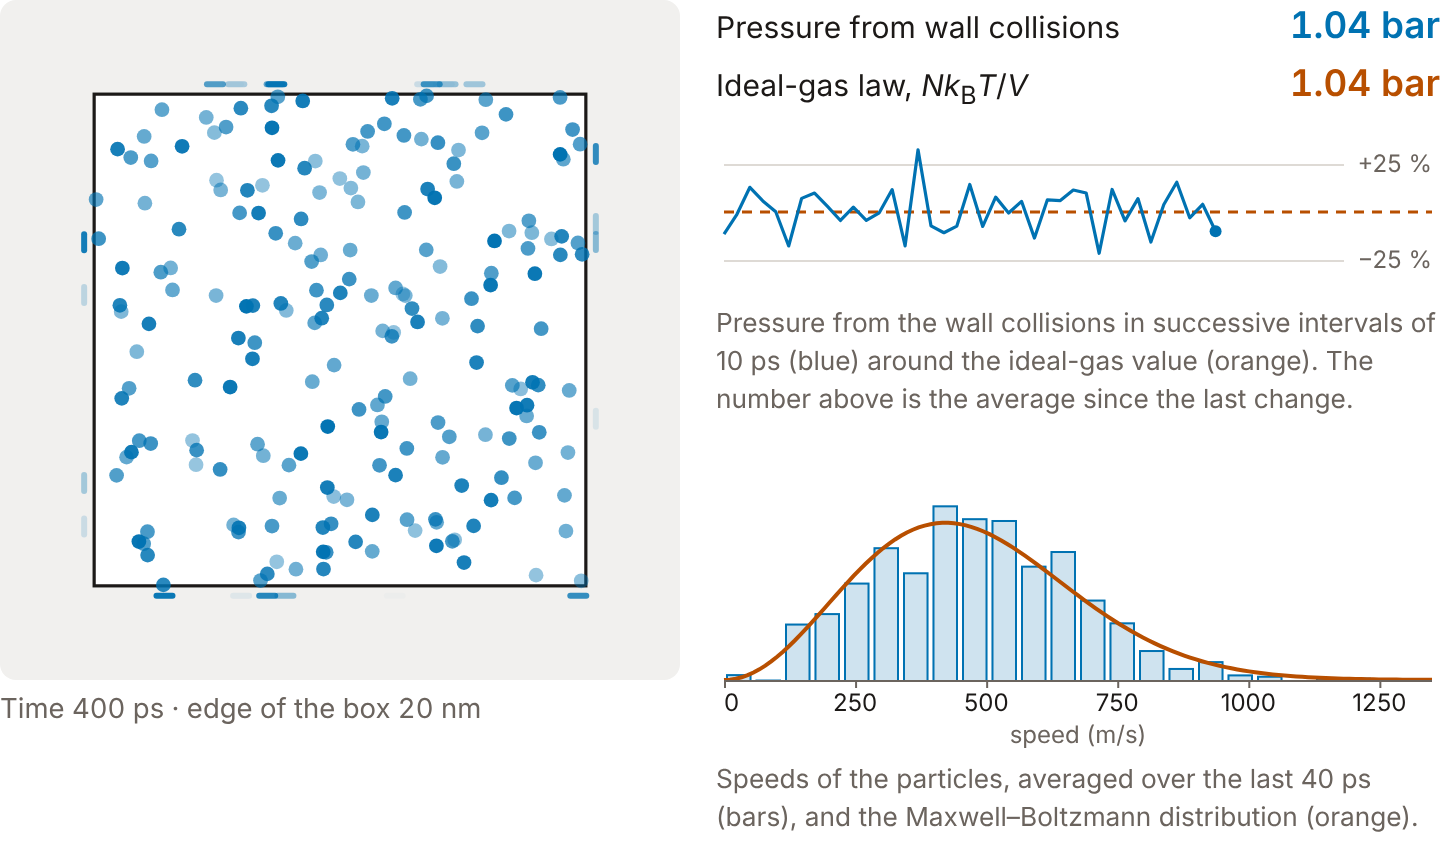 Pressure from wall collisions 1.04 bar
Ideal-gas law, NkBT/V 1.04 bar
+25 %
−25 %
Pressure from the wall collisions in successive intervals of
10 ps (blue) around the ideal-gas value (orange). The
number above is the average since the last change.
0 250 500 750 1000 1250
speed (m/s)
Speeds of the particles, averaged over the last 40 ps
(bars), and the Maxwell–Boltzmann distribution (orange).
Time 400 ps · edge of the box 20 nm